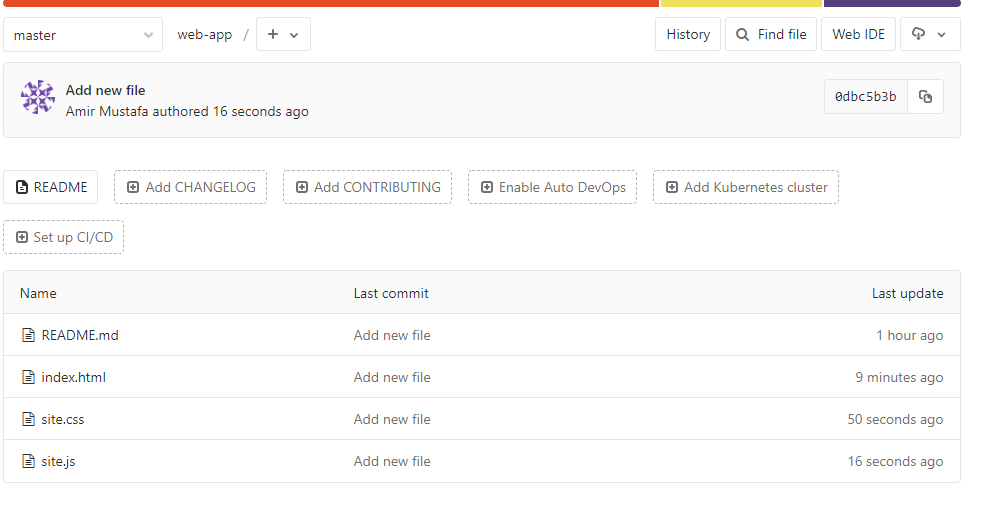 master web-app / + History Find file Web IDE
Add new file
Amir Mustafa authored 16 seconds ago
0dbc5b3b
README Add CHANGELOG Add CONTRIBUTING Enable Auto DevOps Add Kubernetes cluster
Set up CI/CD
Name Last commit Last update
README.md Add new file 1 hour ago
index.html Add new file 9 minutes ago
site.css Add new file 50 seconds ago
site.js Add new file 16 seconds ago